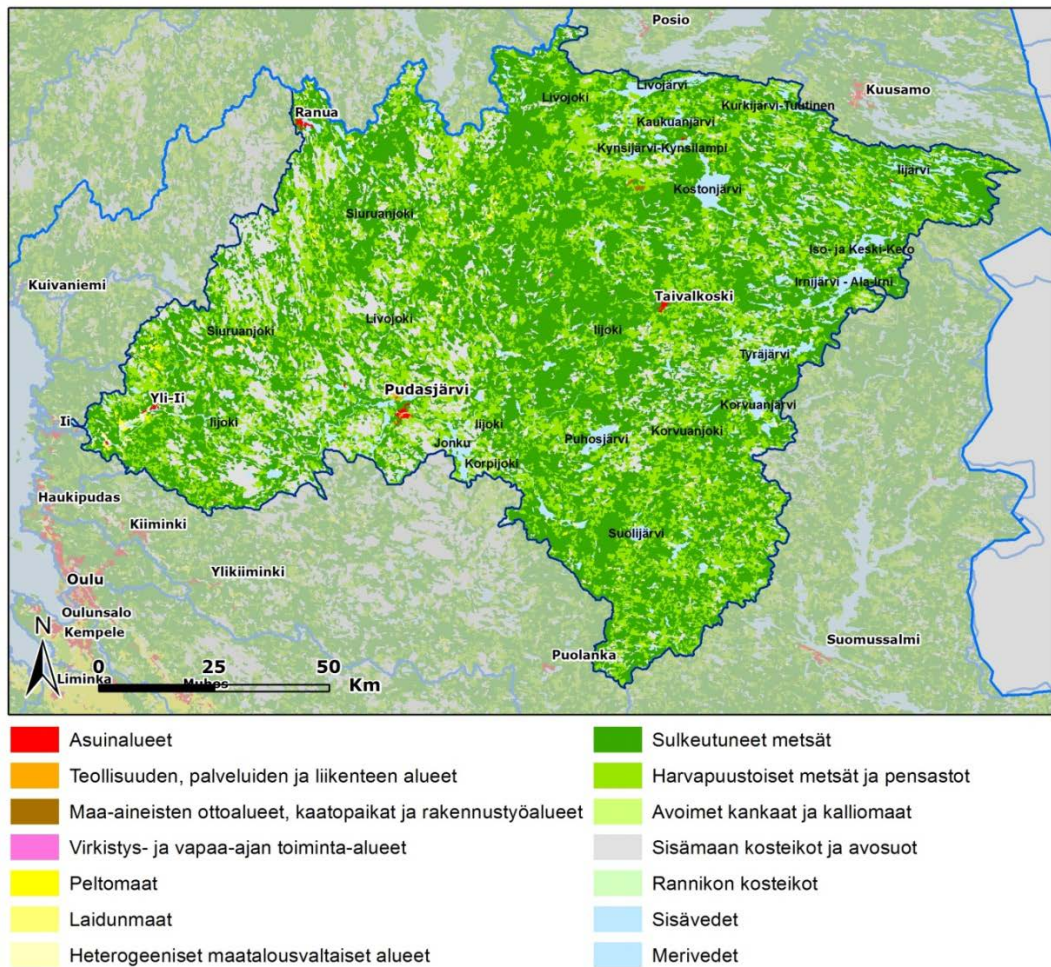 Posio
Livojärvi
Kuusamo
Livojoki
Kurkijärvi-Tuutinen
Ranua
Kaukuanjärvi
Kynsijärvi-Kynsilampi
Iijärvi
Kostonjärvi
Siuruanjoki
Iso- ja Keski-Kero
Kuivaniemi
Irnijärvi - Ala-Irni
Taivalkoski
Livojoki
Siuruanjoki
Iijoki
Tyräjärvi
Pudasjärvi
Yli-Ii
Korvuanjärvi
Ii
Iijoki
Iijoki
Korvuanjoki
Puhosjärvi
Jonku
Korpijoki
Haukipudas
Kiiminki
Suolijärvi
Ylikiiminki
Oulu
Oulunsalo
N
Kempele
Suomussalmi
Puolanka
0 25 50
Km
Liminka
Muhos
Asuinalueet
Teollisuuden, palveluiden ja liikenteen alueet
Maa-aineisten ottoalueet, kaatopaikat ja rakennustyöalueet
Virkistys- ja vapaa-ajan toiminta-alueet
Peltomaat
Laidunmaat
Heterogeeniset maatalousvaltaiset alueet
Sulkeutuneet metsät
Harvapuustoiset metsät ja pensastot
Avoimet kankaat ja kalliomaat
Sisämaan kosteikot ja avosuot
Rannikon kosteikot
Sisävedet
Merivedet